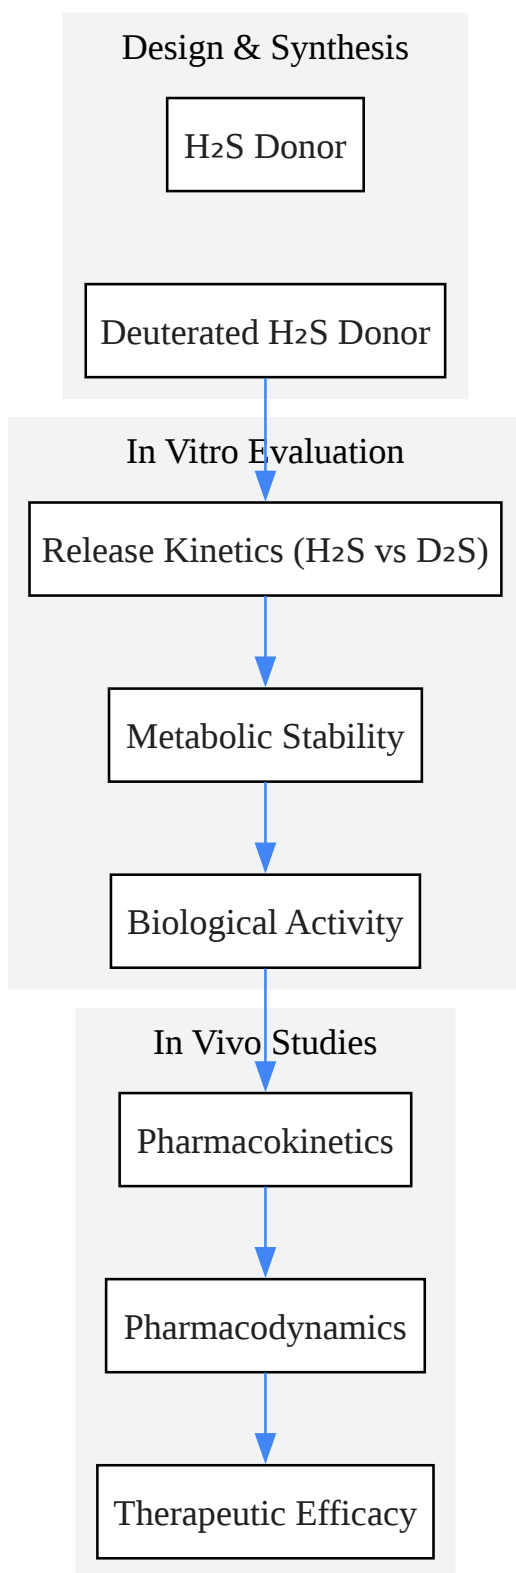 Design & Synthesis
H₂S Donor
Deuterated H₂S Donor
In Vitro Evaluation
Release Kinetics (H₂S vs D₂S)
Metabolic Stability
Biological Activity
In Vivo Studies
Pharmacokinetics
Pharmacodynamics
Therapeutic Efficacy